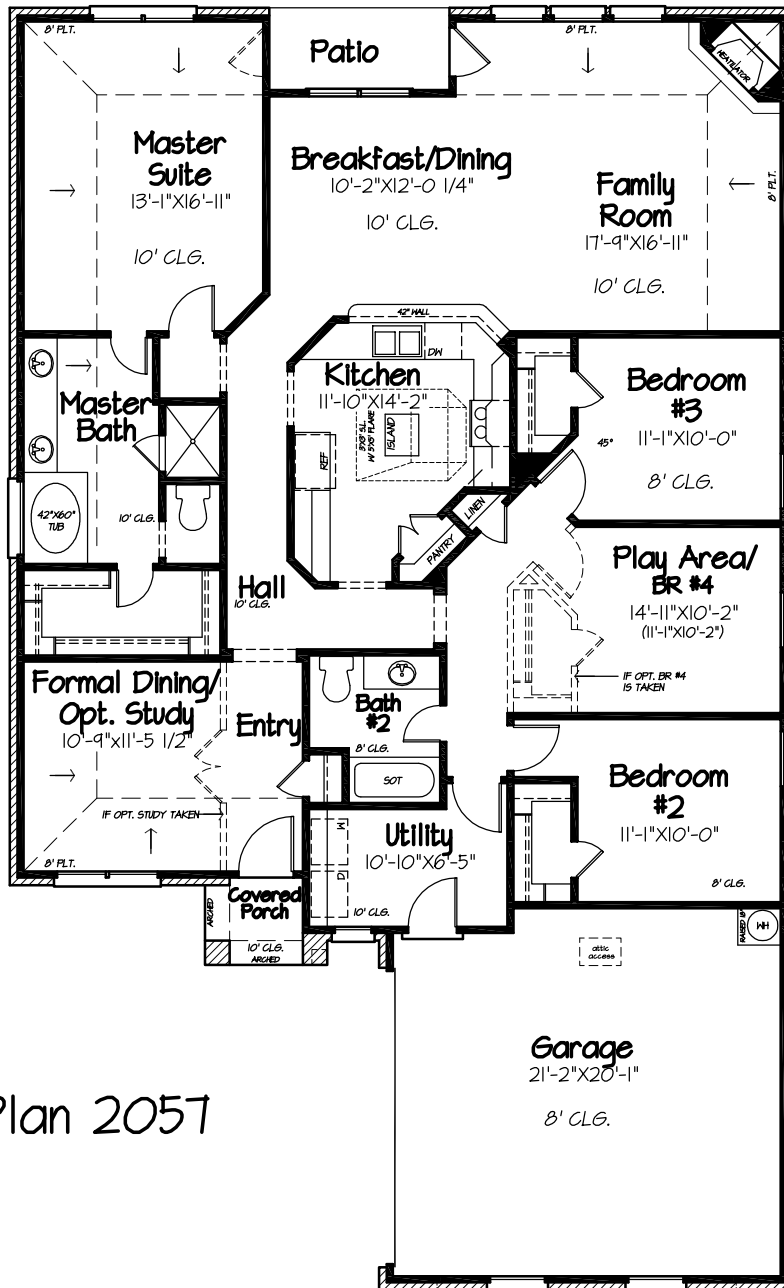 8' PLT.
Patio
8' PLT.
HEATILATOR
Master
Suite
13'-1"X16'-11"
10' CLG.
Breakfast/Dining
10'-2"X12'-0 1/4"
10' CLG.
Family
Room
17'-9"X16'-11"
10' CLG.
8' PLT.
42" WALL
DW
Kitchen
11'-10"X14'-2"
ISLAND
REF
Master
Bath
10' CLG.
42"X60"
TUB
Bedroom
#3
11'-1"X10'-0"
8' CLG.
45°
LINEN
PANTRY
Hall
10' CLG.
Play Area/
BR #4
14'-11"X10'-2"
(11'-1"X10'-2")
IF OPT. BR #4
IS TAKEN
Formal Dining/
Opt. Study
10'-9"x11'-5 1/2"
IF OPT. STUDY TAKEN
8' PLT.
Entry
Bath
#2
8' CLG.
SOT
Bedroom
#2
11'-1"X10'-0"
8' CLG.
Utility
10'-10"X6'-5"
10' CLG.
W
D
Covered
Porch
10' CLG.
ARCHED
ARCHED
attic
access
RAISED 18"
WH
Garage
21'-2"X20'-1"
8' CLG.
Plan 2057